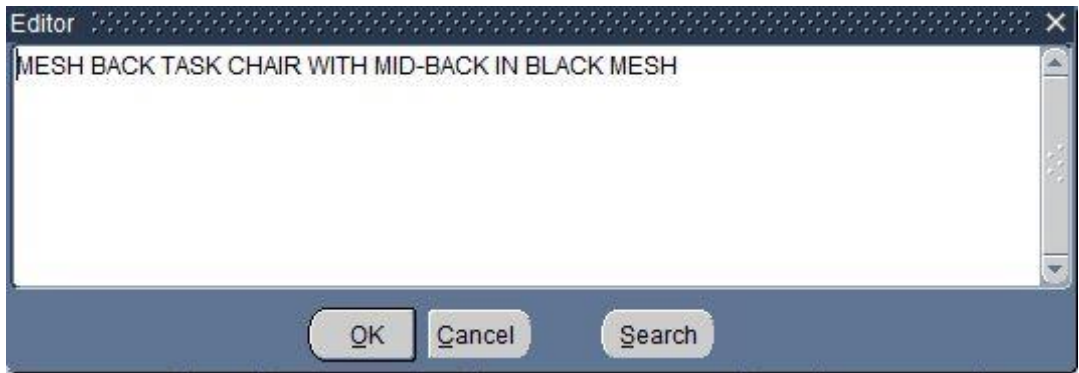 Editor
MESH BACK TASK CHAIR WITH MID-BACK IN BLACK MESH
OK Cancel Search